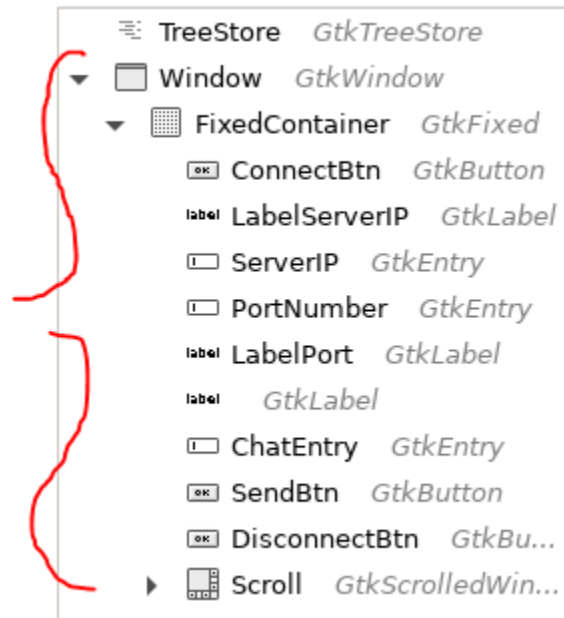 TreeStore GtkTreeStore
Window GtkWindow
FixedContainer GtkFixed
OK ConnectBtn GtkButton
label LabelServerIP GtkLabel
ServerIP GtkEntry
PortNumber GtkEntry
label LabelPort GtkLabel
label GtkLabel
ChatEntry GtkEntry
OK SendBtn GtkButton
OK DisconnectBtn GtkBu...
Scroll GtkScrolledWin...